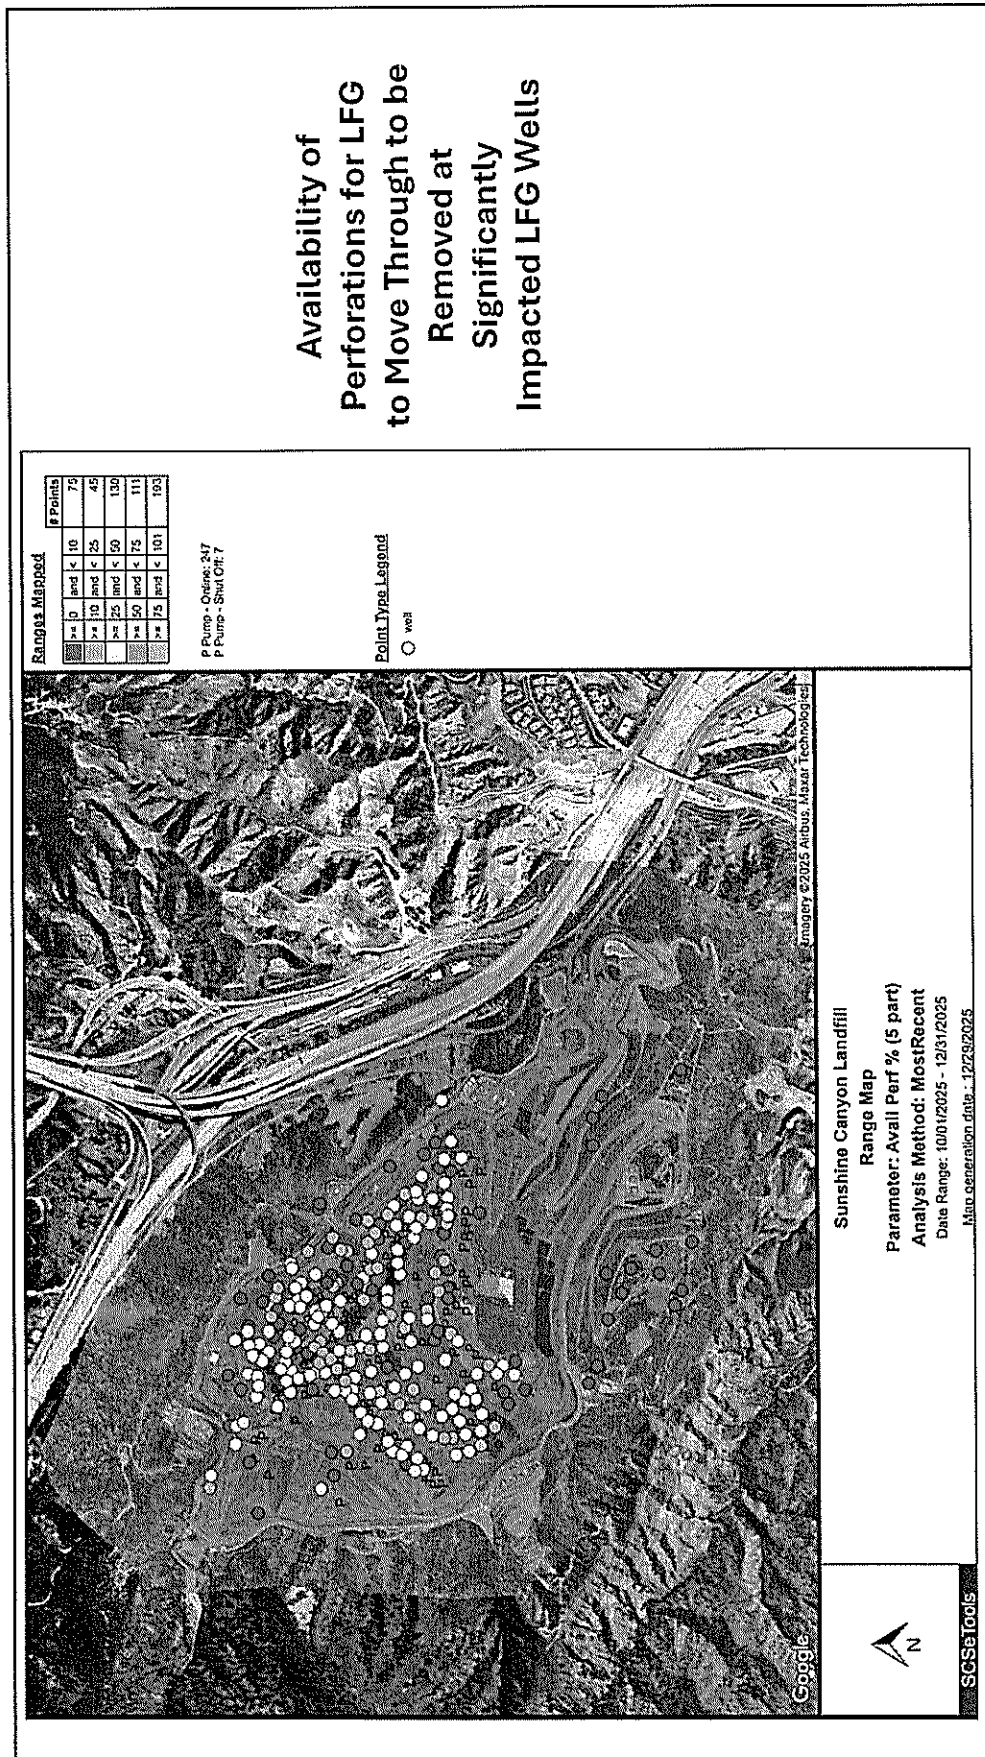 Availability of
Perforations for LFG
to Move Through to be
Removed at
Significantly
Impacted LFG Wells
Ranges Mapped
# Points
>= 0 and < 10 75
>= 10 and < 25 45
>= 25 and < 50 130
>= 50 and < 75 111
>= 75 and < 101 193
P Pump - Online: 247
P Pump - Shut Off: 7
Point Type Legend
well
Google
Imagery ©2025 Airbus, Maxar Technologies
Sunshine Canyon Landfill
Range Map
Parameter: Avail Perf % (5 part)
Analysis Method: MostRecent
Date Range: 10/01/2025 - 12/31/2025
Map generation date : 12/29/2025
N
SCSeTools